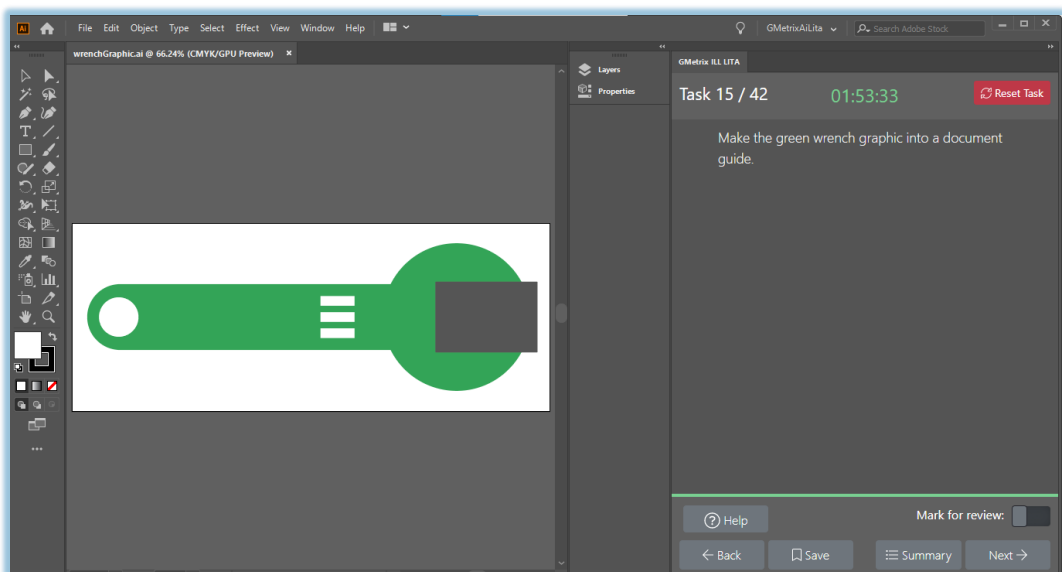 Ai File Edit Object Type Select Effect View Window Help GMetrixAiLita Search Adobe Stock
wrenchGraphic.ai @ 66.24% (CMYK/GPU Preview) ×
Layers
Properties
GMetrix ILL LITA
Task 15 / 42 01:53:33 Reset Task
Make the green wrench graphic into a document
guide.
Help Mark for review:
Back Save Summary Next